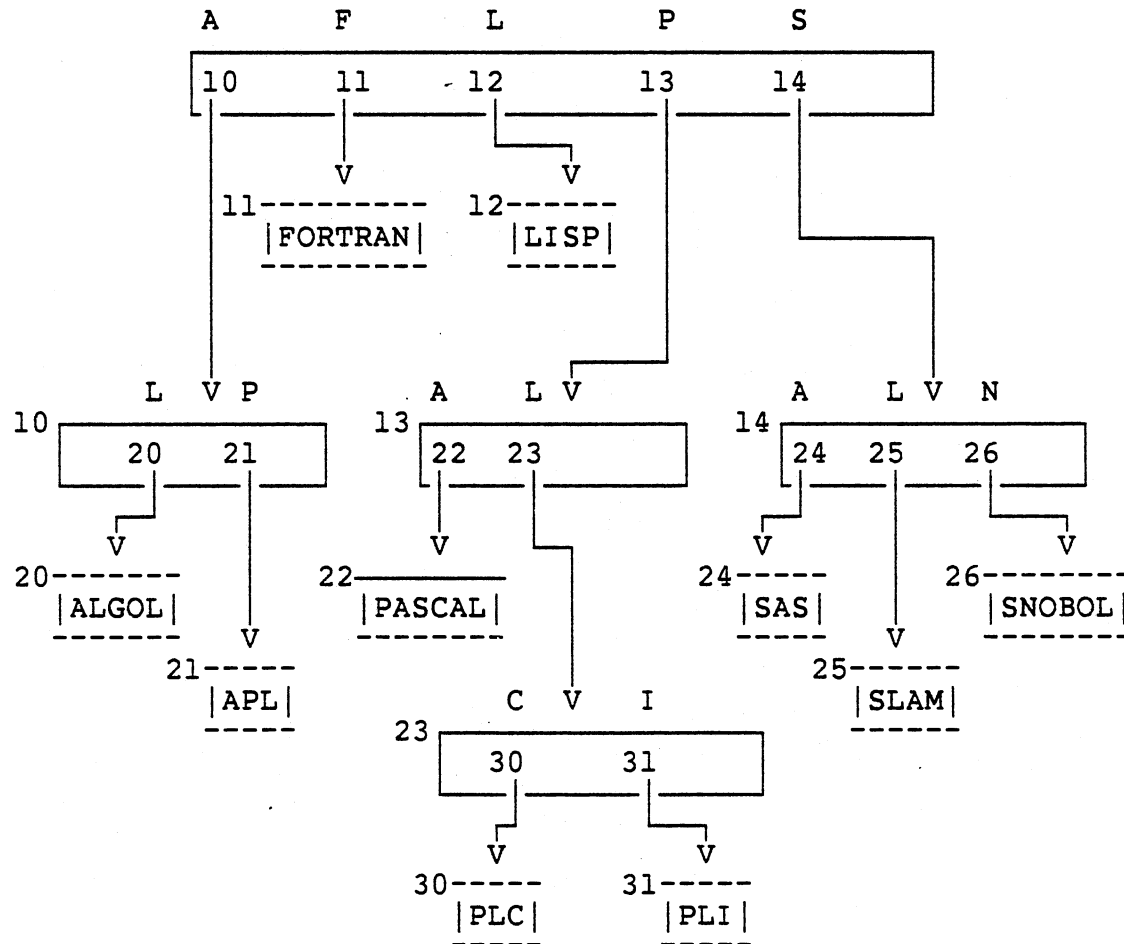 A F L P S
10 11 12 13 14
V V
11 12
|FORTRAN| |LISP|
L V P A L V A L V N
10 13 14
20 21 22 23 24 25 26
V V V V
20 22 24 26
|ALGOL| |PASCAL| |SAS| |SNOBOL|
V V
21 25
|APL| |SLAM|
C V I
23
30 31
V V
30 31
|PLC| |PLI|